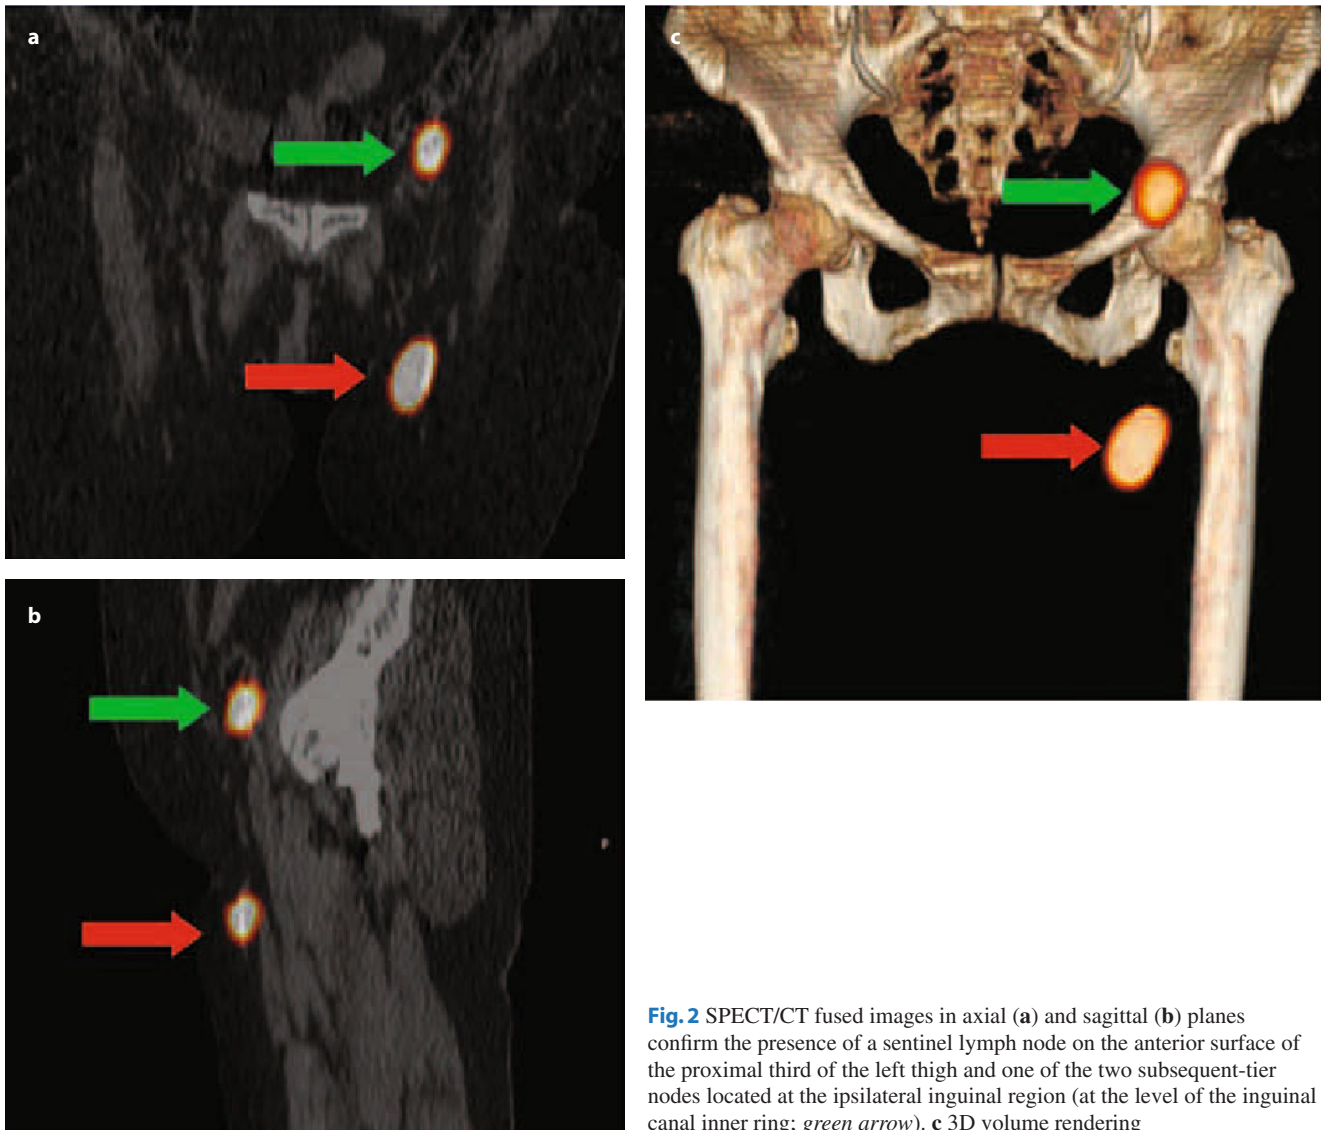 a
c
b
Fig. 2 SPECT/CT fused images in axial (a) and sagittal (b) planes
confirm the presence of a sentinel lymph node on the anterior surface of
the proximal third of the left thigh and one of the two subsequent-tier
nodes located at the ipsilateral inguinal region (at the level of the inguinal
canal inner ring; green arrow). c 3D volume rendering